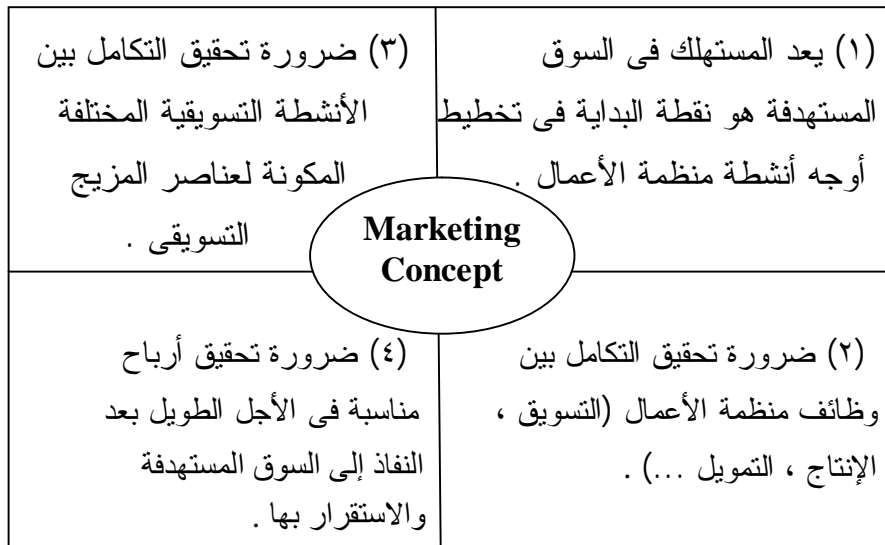 (١) يعد المستهلك فى السوق
المستهدفة هو نقطة البداية فى تخطيط
أوجه أنشطة منظمة الأعمال .
(٢) ضرورة تحقيق التكامل بين
وظائف منظمة الأعمال (التسويق ،
الإنتاج ، التمويل ...) .
(٣) ضرورة تحقيق التكامل بين
الأنشطة التسويقية المختلفة
المكونة لعناصر المزيج
التسويقى .
(٤) ضرورة تحقيق أرباح
مناسبة فى الأجل الطويل بعد
النفاذ إلى السوق المستهدفة
والاستقرار بها .
Marketing
Concept